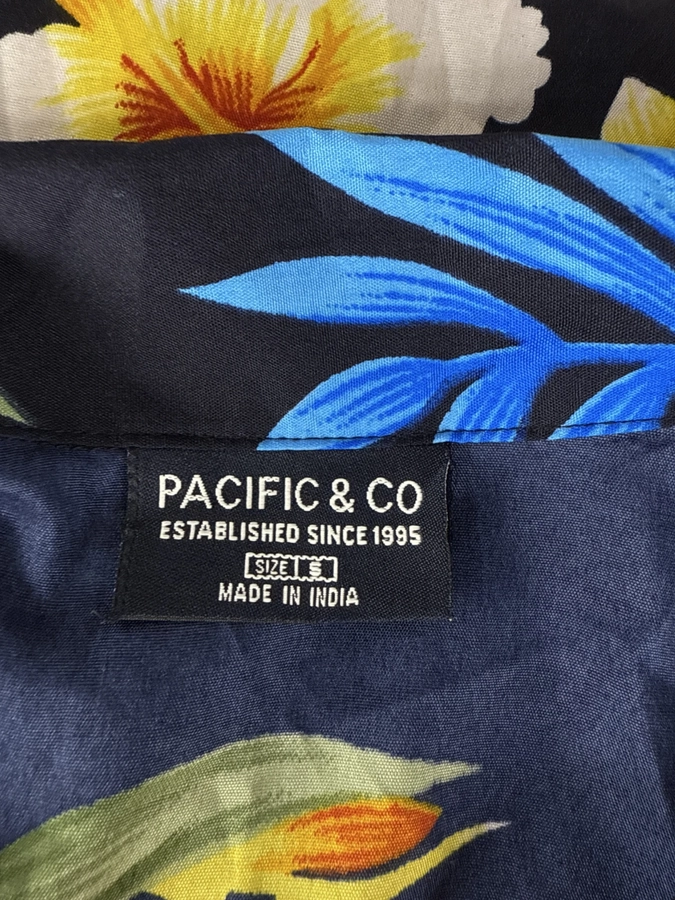 PACIFIC & CO
ESTABLISHED SINCE 1995
SIZE S
MADE IN INDIA